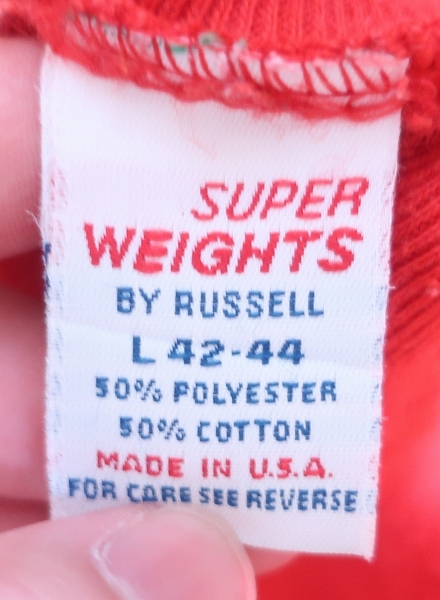 SUPER
WEIGHTS
BY RUSSELL
L 42-44
50% POLYESTER
50% COTTON
MADE IN U.S.A.
FOR CARE SEE REVERSE